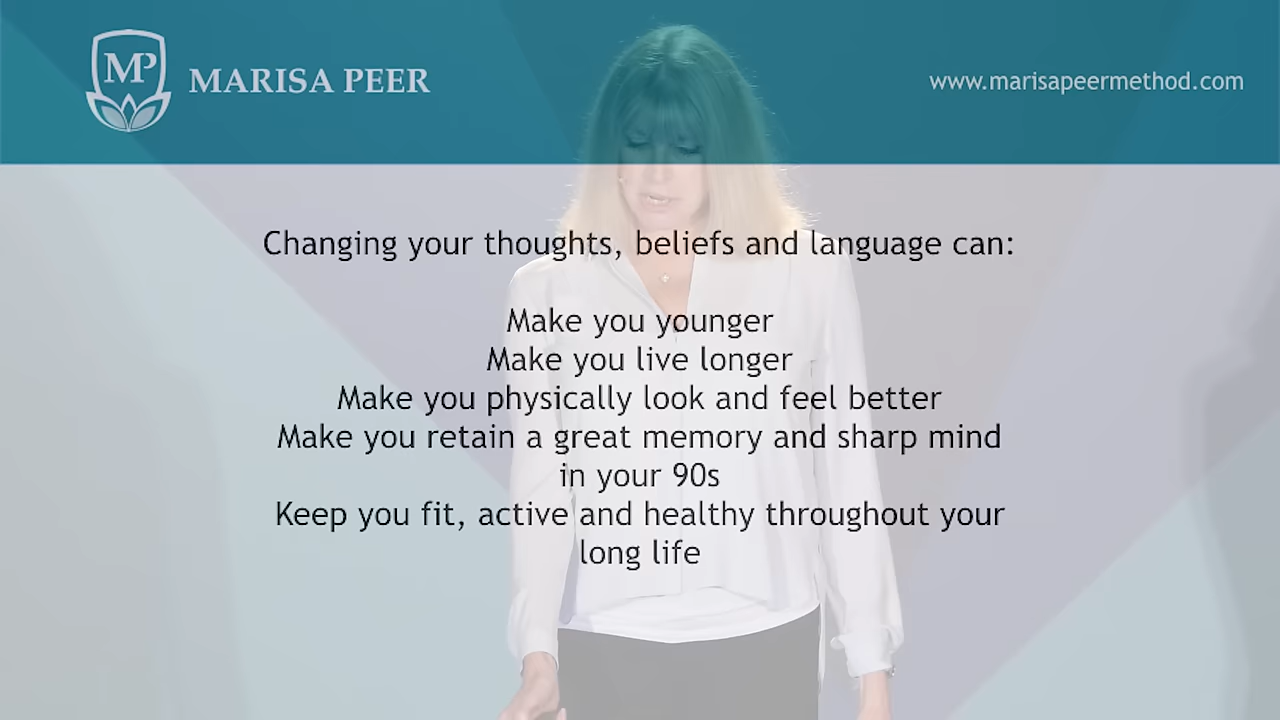 MP
MARISA PEER
www.marisapeermethod.com
Changing your thoughts, beliefs and language can:
Make you younger
Make you live longer
Make you physically look and feel better
Make you retain a great memory and sharp mind
in your 90s
Keep you fit, active and healthy throughout your
long life